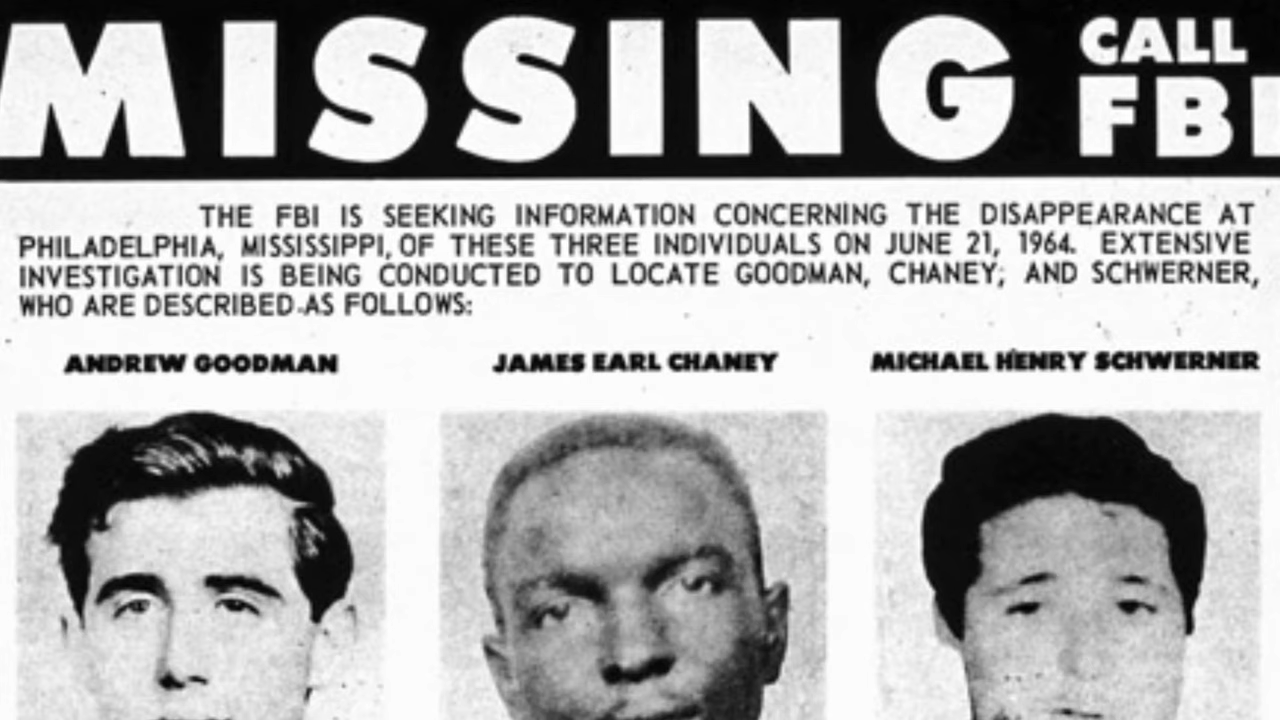 MISSING CALL
FBI
THE FBI IS SEEKING INFORMATION CONCERNING THE DISAPPEARANCE AT
PHILADELPHIA, MISSISSIPPI, OF THESE THREE INDIVIDUALS ON JUNE 21, 1964. EXTENSIVE
INVESTIGATION IS BEING CONDUCTED TO LOCATE GOODMAN, CHANEY, AND SCHWERNER,
WHO ARE DESCRIBED AS FOLLOWS:
ANDREW GOODMAN JAMES EARL CHANEY MICHAEL HENRY SCHWERNER